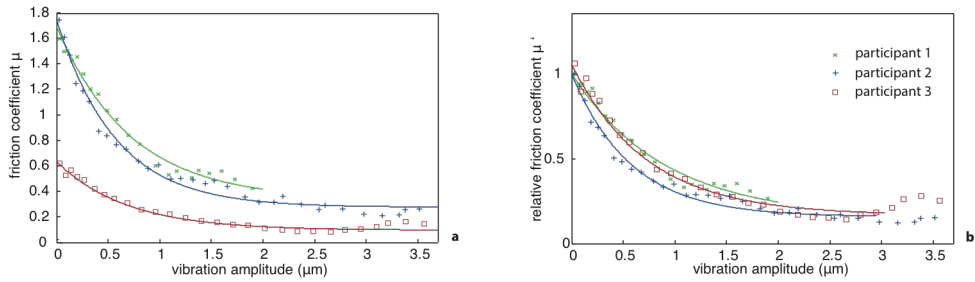 1.8
1.6
1.4
1.2
1
0.8
0.6
0.4
0.2
0
friction coefficient µ
0 0.5 1 1.5 2 2.5 3 3.5
vibration amplitude (µm)
a
1
0.5
0
relative friction coefficient µ ‘
participant 1
participant 2
participant 3
0 0.5 1 1.5 2 2.5 3 3.5
vibration amplitude (µm)
b